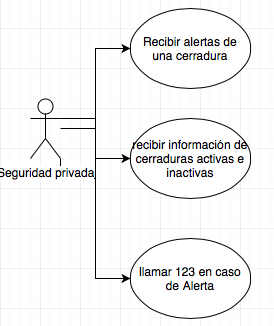 Recibir alertas de
una cerradura
recibir información de
cerraduras activas e
inactivas
Seguridad privada
llamar 123 en caso
de Alerta